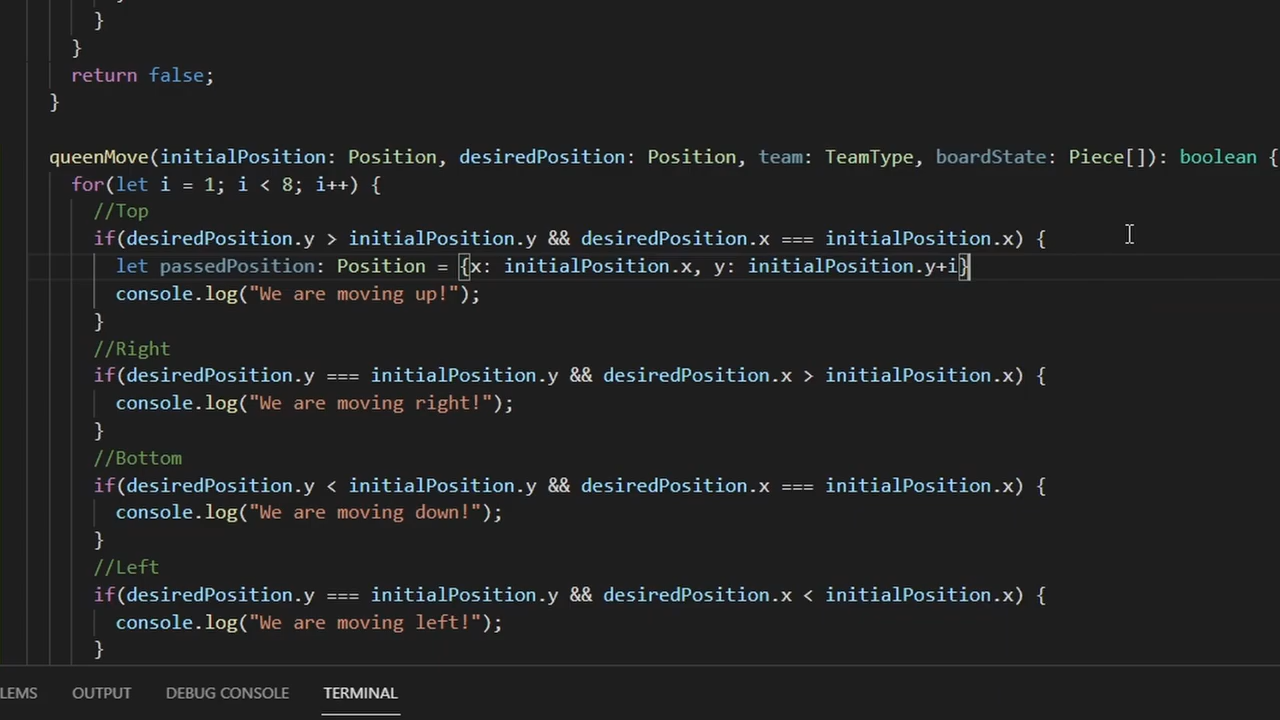 }
}
return false;
}
queenMove(initialPosition: Position, desiredPosition: Position, team: TeamType, boardState: Piece[]): boolean {
for(let i = 1; i < 8; i++) {
//Top
if(desiredPosition.y > initialPosition.y && desiredPosition.x === initialPosition.x) {
let passedPosition: Position = {x: initialPosition.x, y: initialPosition.y+i}
console.log("We are moving up!");
}
//Right
if(desiredPosition.y === initialPosition.y && desiredPosition.x > initialPosition.x) {
console.log("We are moving right!");
}
//Bottom
if(desiredPosition.y < initialPosition.y && desiredPosition.x === initialPosition.x) {
console.log("We are moving down!");
}
//Left
if(desiredPosition.y === initialPosition.y && desiredPosition.x < initialPosition.x) {
console.log("We are moving left!");
}
LEMS OUTPUT DEBUG CONSOLE TERMINAL